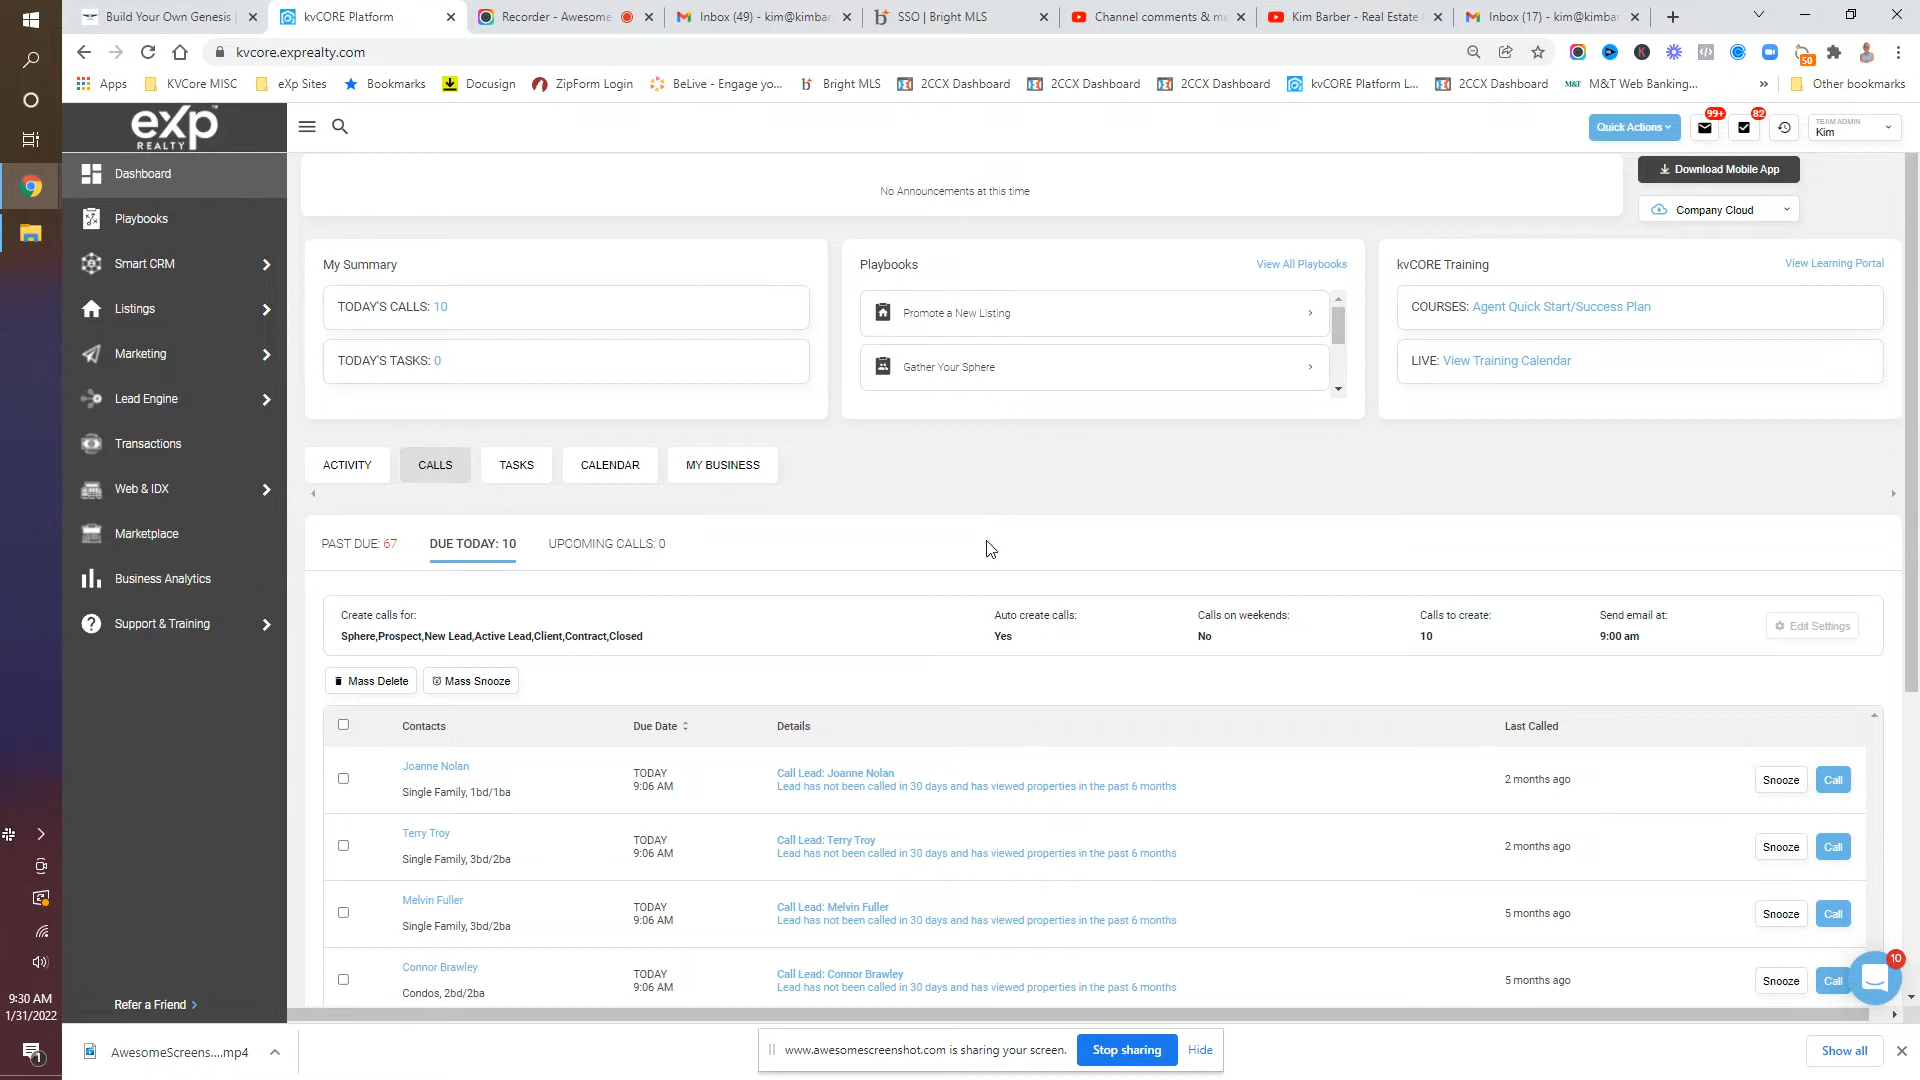 Build Your Own Genesis
kvCORE Platform
Recorder - Awesome
Inbox (49) - kim@kimbar
SSO | Bright MLS
Channel comments & me
Kim Barber - Real Estate
Inbox (17) - kim@kimbar
kvcore.exprealty.com
50
Apps
KVCore MISC
eXp Sites
Bookmarks
Docusign
ZipForm Login
BeLive - Engage yo...
Bright MLS
2CCX Dashboard
2CCX Dashboard
2CCX Dashboard
kvCORE Platform L...
2CCX Dashboard
M&T
M&T Web Banking...
»
Other bookmarks
eXp
REALTY
Quick Actions
99+
82
TEAM ADMIN
Kim
Dashboard
Playbooks
Smart CRM
Listings
Marketing
Lead Engine
Transactions
Web & IDX
Marketplace
Business Analytics
Support & Training
Refer a Friend >
No Announcements at this time
Download Mobile App
Company Cloud
My Summary
TODAY'S CALLS: 10
TODAY'S TASKS: 0
Playbooks
View All Playbooks
Promote a New Listing
Gather Your Sphere
kvCORE Training
View Learning Portal
COURSES: Agent Quick Start/Success Plan
LIVE: View Training Calendar
ACTIVITY
CALLS
TASKS
CALENDAR
MY BUSINESS
PAST DUE: 67
DUE TODAY: 10
UPCOMING CALLS: 0
Create calls for:
Sphere,Prospect,New Lead,Active Lead,Client,Contract,Closed
Auto create calls:
Yes
Calls on weekends:
No
Calls to create:
10
Send email at:
9:00 am
Edit Settings
Mass Delete
Mass Snooze
Contacts
Due Date
Details
Last Called
Joanne Nolan
Single Family, 1bd/1ba
TODAY
9:06 AM
Call Lead: Joanne Nolan
Lead has not been called in 30 days and has viewed properties in the past 6 months
2 months ago
Snooze
Call
Terry Troy
Single Family, 3bd/2ba
TODAY
9:06 AM
Call Lead: Terry Troy
Lead has not been called in 30 days and has viewed properties in the past 6 months
2 months ago
Snooze
Call
Melvin Fuller
Single Family, 3bd/2ba
TODAY
9:06 AM
Call Lead: Melvin Fuller
Lead has not been called in 30 days and has viewed properties in the past 6 months
5 months ago
Snooze
Call
Connor Brawley
Condos, 2bd/2ba
TODAY
9:06 AM
Call Lead: Connor Brawley
Lead has not been called in 30 days and has viewed properties in the past 6 months
5 months ago
Snooze
Call
10
9:30 AM
1/31/2022
1
AwesomeScreens....mp4
www.awesomescreenshot.com is sharing your screen.
Stop sharing
Hide
Show all